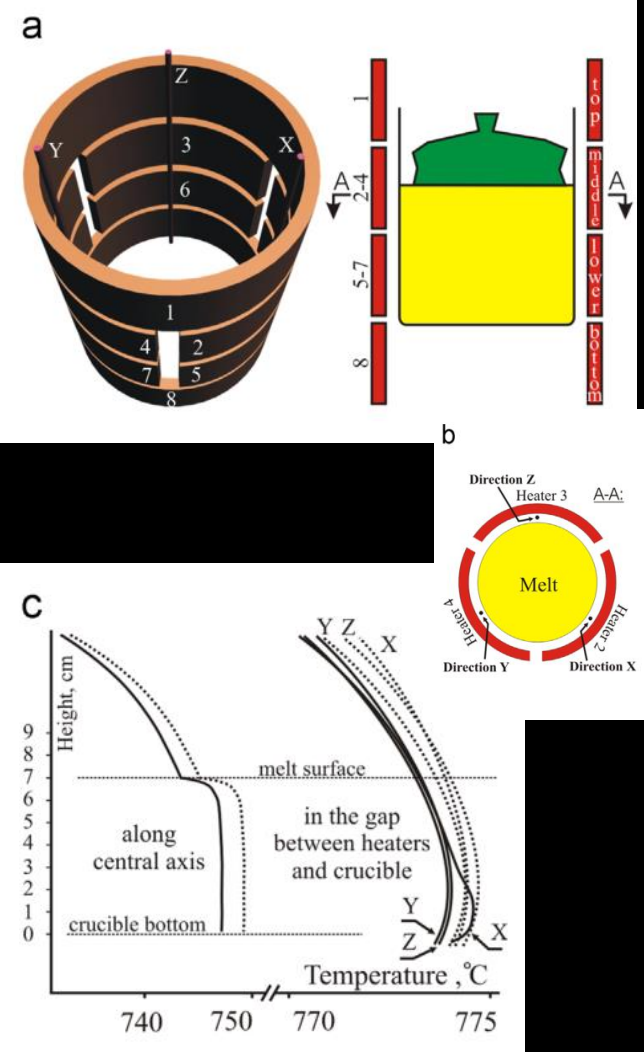 a
Z
Y
X
3
6
1
4
2
7
5
8
1
2-4
5-7
8
A
A
top
middle
lower
bottom
b
Direction Z
Heater 3
A-A:
Melt
Heater 4
Heater 2
Direction Y
Direction X
c
Y Z X
Height, cm
9
8
7
6
5
4
3
2
1
0
melt surface
along
central axis
in the gap
between heaters
and crucible
crucible bottom
Y
Z
X
Temperature ,°C
740 750 770 775